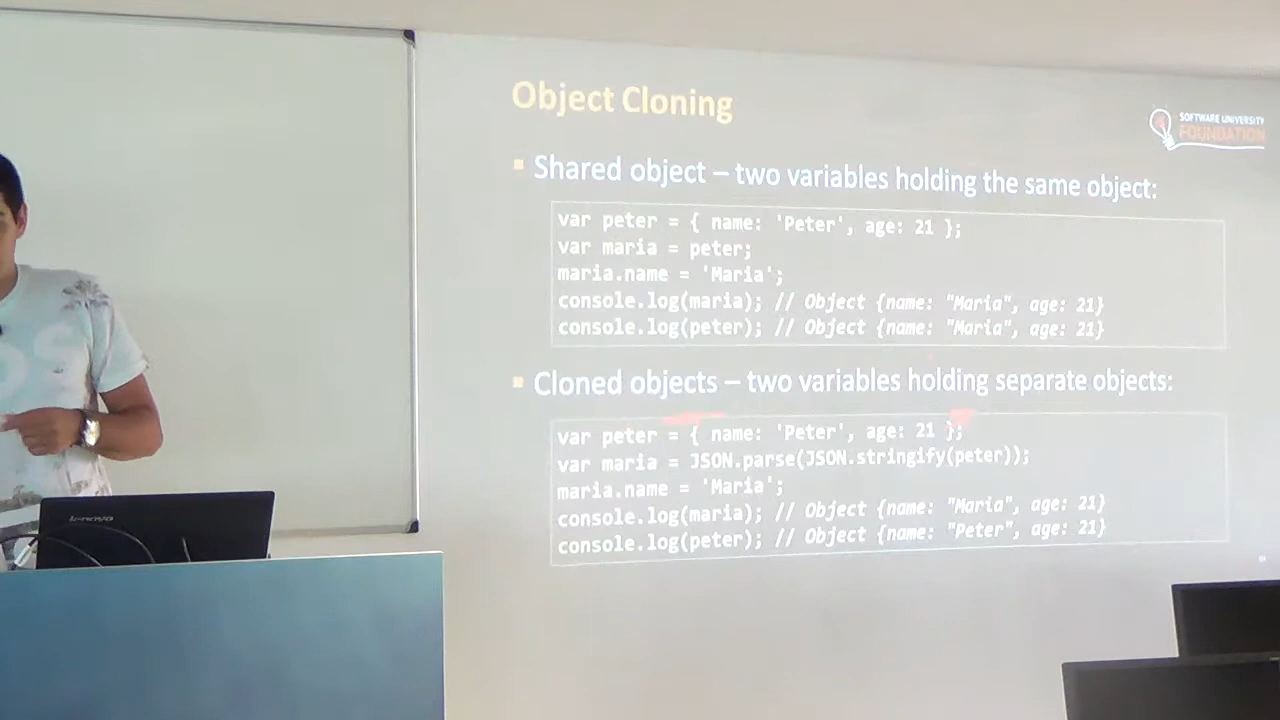 Object Cloning
SOFTWARE UNIVERSITY
FOUNDATION
▪ Shared object – two variables holding the same object:
var peter = { name: 'Peter', age: 21 };
var maria = peter;
maria.name = 'Maria';
console.log(maria); // Object {name: "Maria", age: 21}
console.log(peter); // Object {name: "Maria", age: 21}
▪ Cloned objects – two variables holding separate objects:
var peter = { name: 'Peter', age: 21 };
var maria = JSON.parse(JSON.stringify(peter));
maria.name = 'Maria';
console.log(maria); // Object {name: "Maria", age: 21}
console.log(peter); // Object {name: "Peter", age: 21}
lenovo